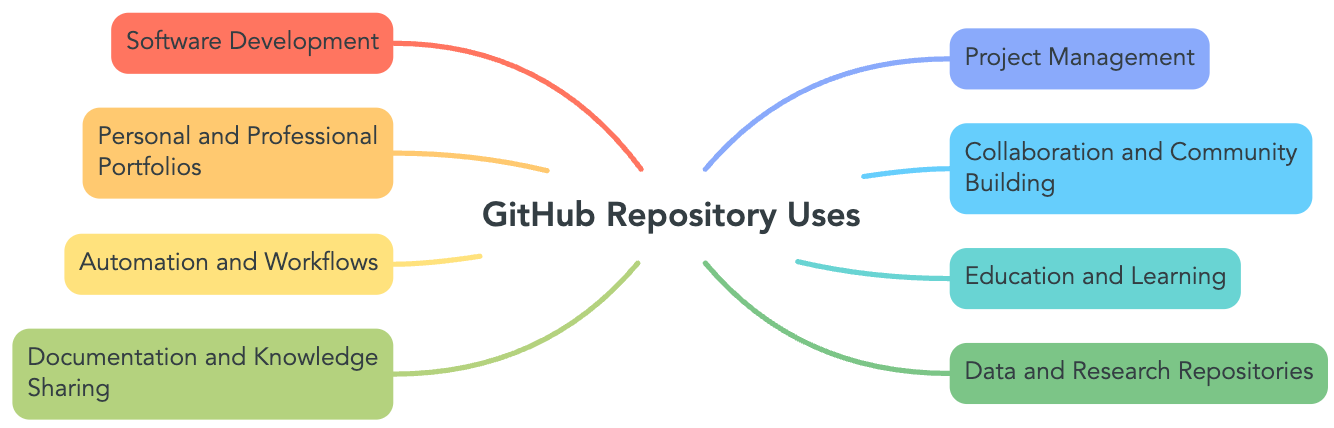 Software Development
Personal and Professional
Portfolios
Automation and Workflows
Documentation and Knowledge
Sharing
GitHub Repository Uses
Project Management
Collaboration and Community
Building
Education and Learning
Data and Research Repositories